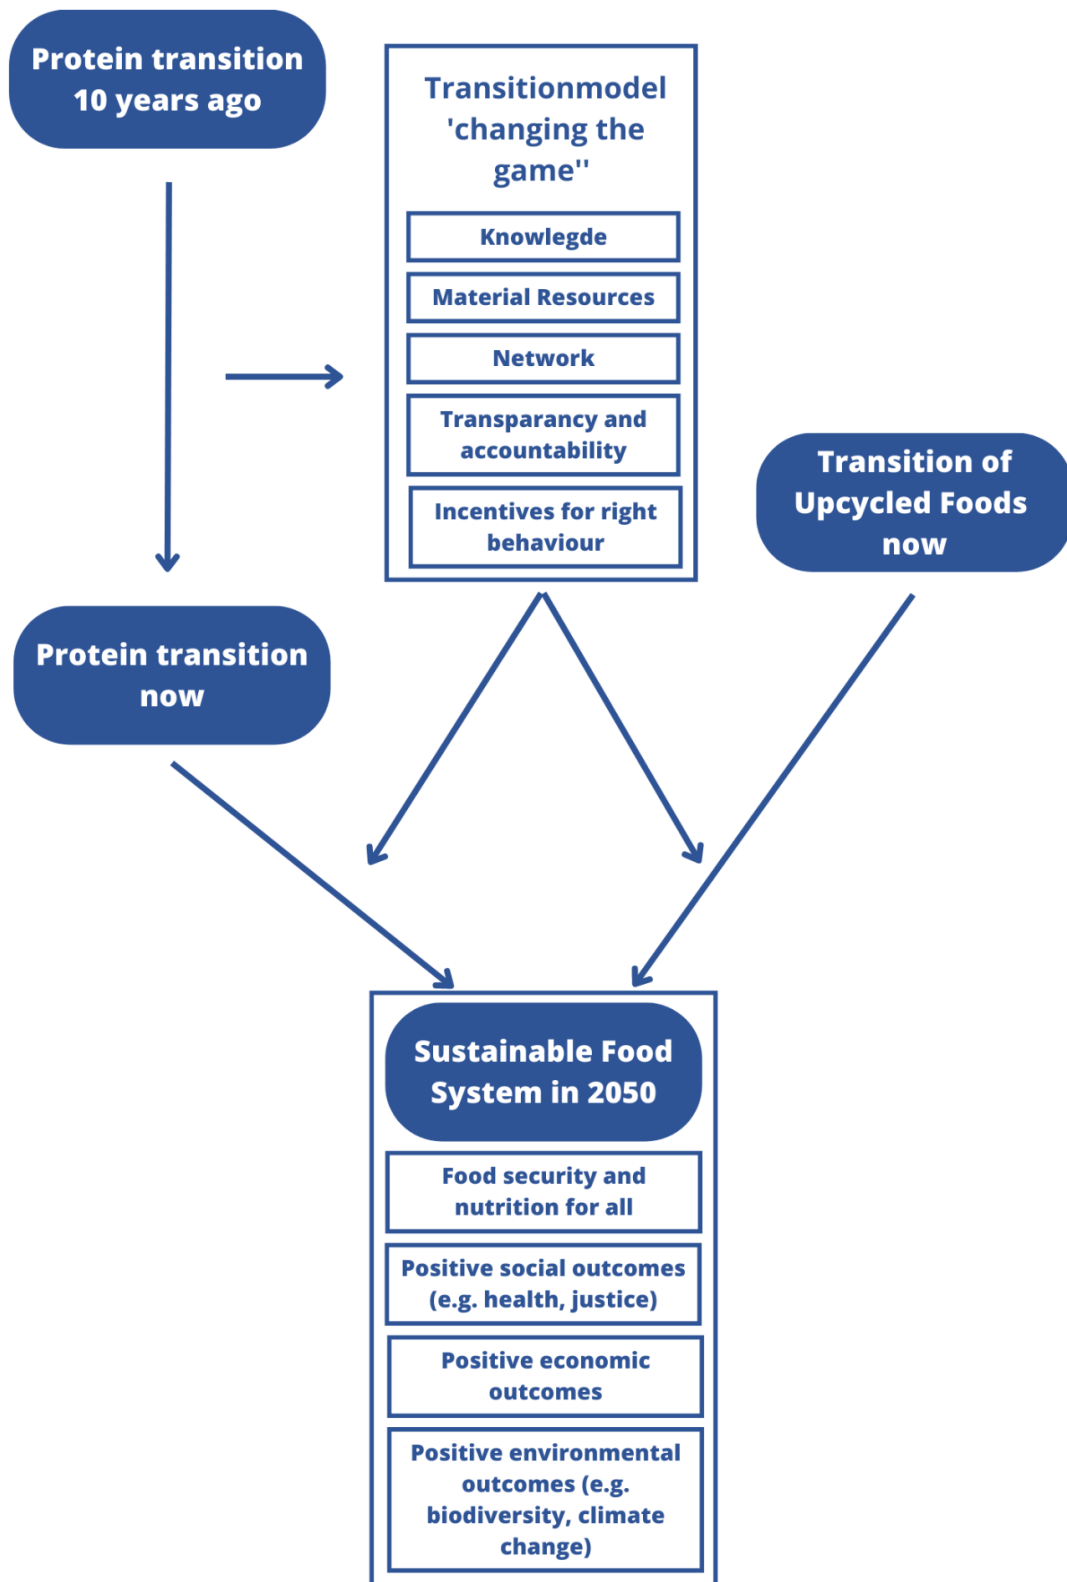 Protein transition
10 years ago
Transitionmodel
'changing the
game''
Knowlegde
Material Resources
Network
Transparancy and
accountability
Incentives for right
behaviour
Transition of
Upcycled Foods
now
Protein transition
now
Sustainable Food
System in 2050
Food security and
nutrition for all
Positive social outcomes
(e.g. health, justice)
Positive economic
outcomes
Positive environmental
outcomes (e.g.
biodiversity, climate
change)